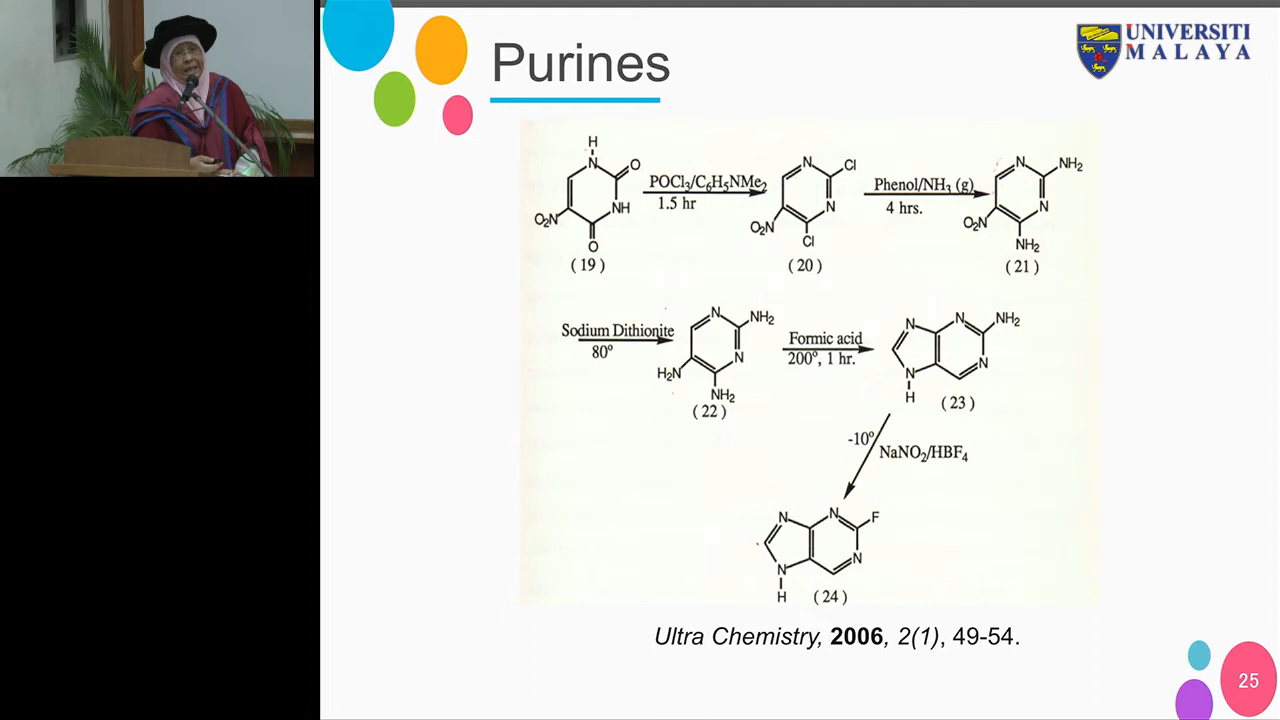 Purines
UNIVERSITI
MALAYA
H
N
O
NH
O₂N
O
(19)
POCl₃/C₆H₅NMe₂
1.5 hr
N
Cl
N
O₂N
Cl
(20)
Phenol/NH₃ (g)
4 hrs.
N
NH₂
N
O₂N
NH₂
(21)
Sodium Dithionite
80°
N
NH₂
N
H₂N
NH₂
(22)
Formic acid
200°, 1 hr.
N
N
NH₂
N
N
H
(23)
-10°
NaNO₂/HBF₄
N
N
F
N
N
H
(24)
Ultra Chemistry, 2006, 2(1), 49-54.
25